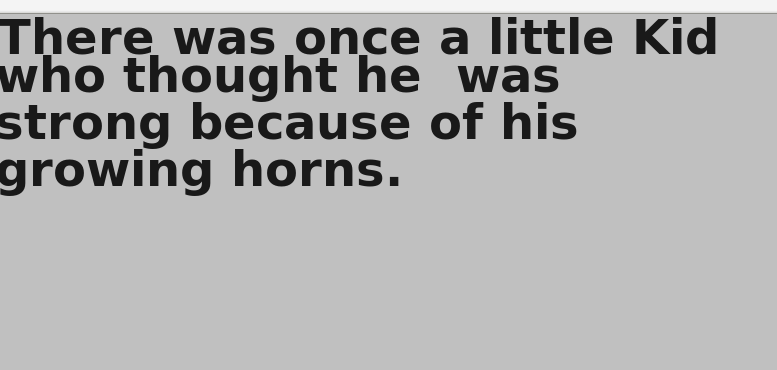 There was once a little Kid
who thought he  was
strong because of his
growing horns.